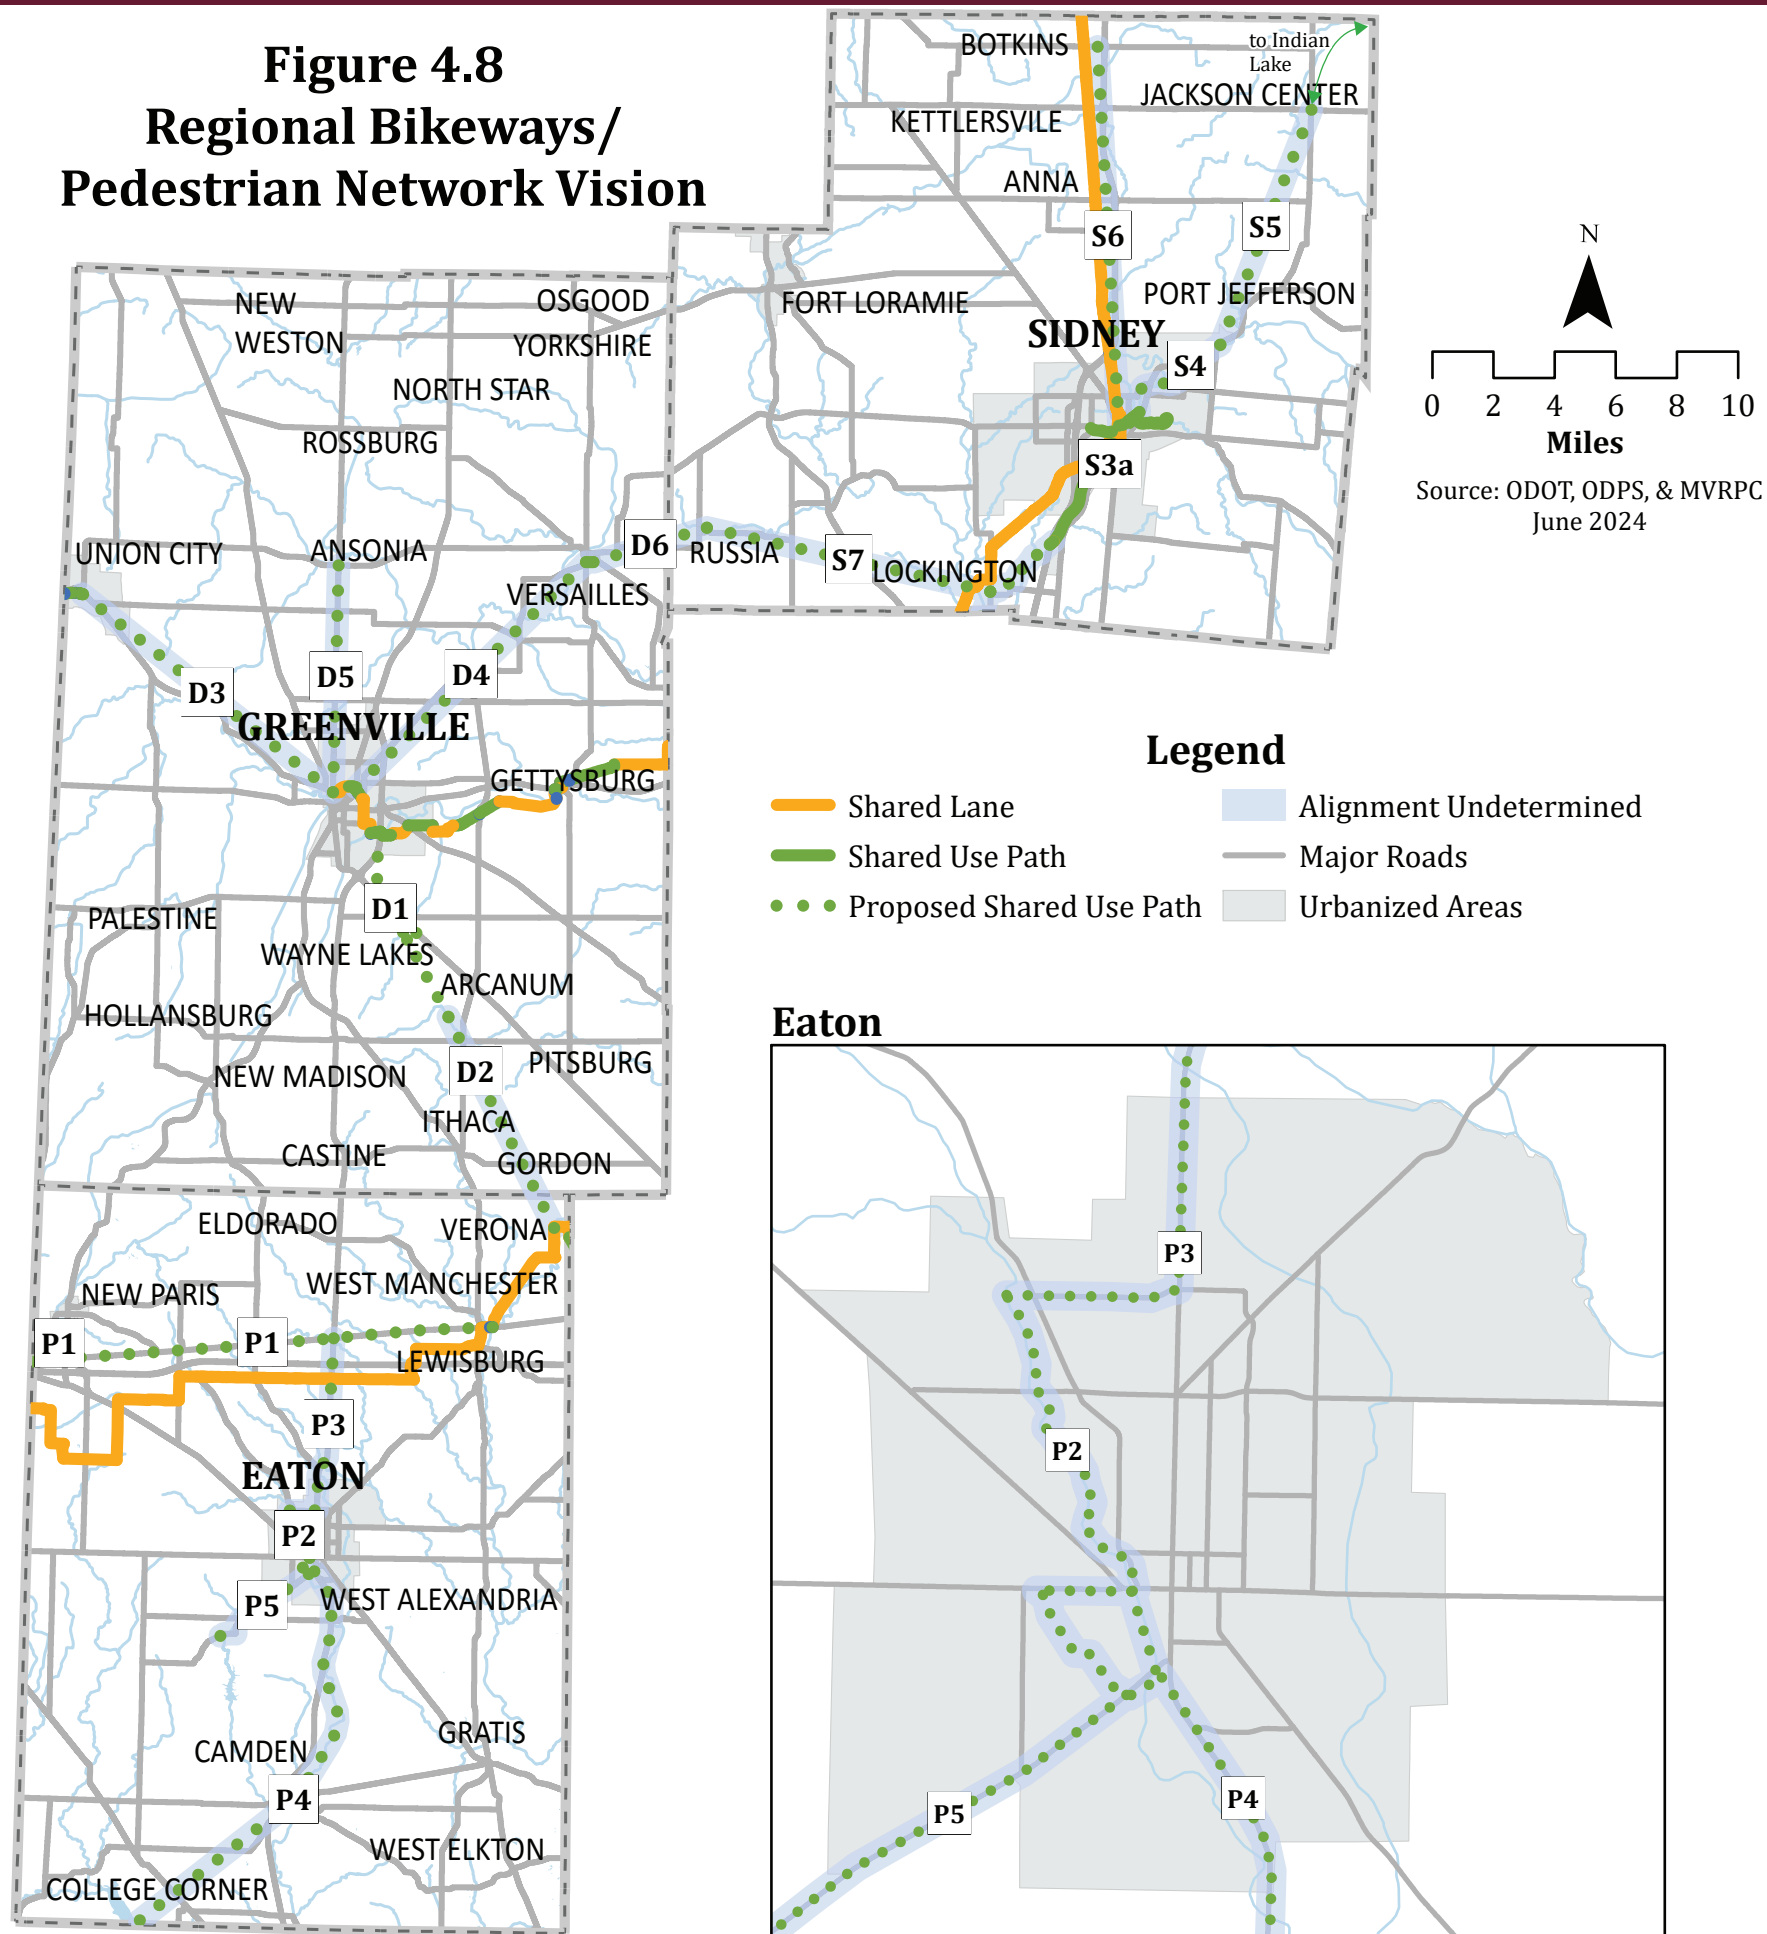 Figure 4.8
Regional Bikeways/
Pedestrian Network Vision
BOTKINS
to Indian
Lake
JACKSON CENTER
KETTLERSVILE
ANNA
S6
S5
N
FORT LORAMIE
PORT JEFFERSON
SIDNEY
S4
S3a
0 2 4 6 8 10
Miles
Source: ODOT, ODPS, & MVRPC
June 2024
NEW
WESTON
OSGOOD
YORKSHIRE
NORTH STAR
ROSSBURG
UNION CITY
ANSONIA
D6
RUSSIA
S7
LOCKINGTON
VERSAILLES
D3
D5
D4
GREENVILLE
GETTYSBURG
D1
PALESTINE
WAYNE LAKES
ARCANUM
HOLLANSBURG
D2
PITSBURG
NEW MADISON
ITHACA
CASTINE
GORDON
ELDORADO
VERONA
NEW PARIS
WEST MANCHESTER
P1
P1
LEWISBURG
P3
EATON
P2
P5
WEST ALEXANDRIA
CAMDEN
GRATIS
P4
WEST ELKTON
COLLEGE CORNER
Legend
Shared Lane
Shared Use Path
Proposed Shared Use Path
Alignment Undetermined
Major Roads
Urbanized Areas
Eaton
P3
P2
P5
P4